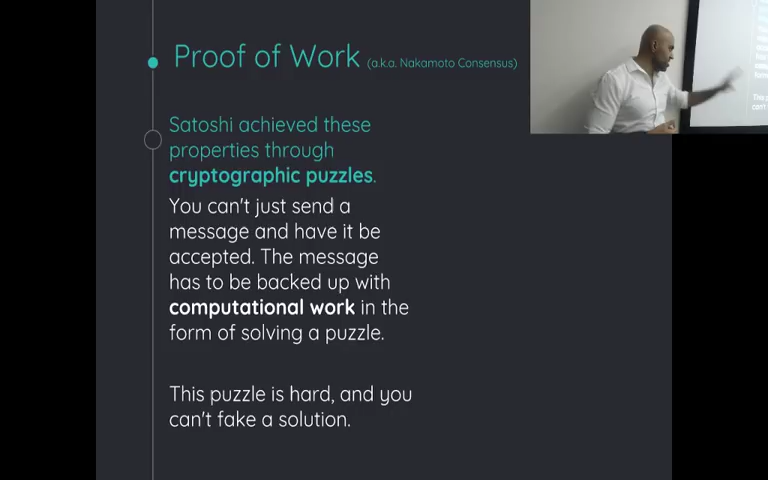 Proof of Work (a.k.a. Nakamoto Consensus)
Satoshi achieved these
properties through
cryptographic puzzles.
You can't just send a
message and have it be
accepted. The message
has to be backed up with
computational work in the
form of solving a puzzle.
This puzzle is hard, and you
can't fake a solution.